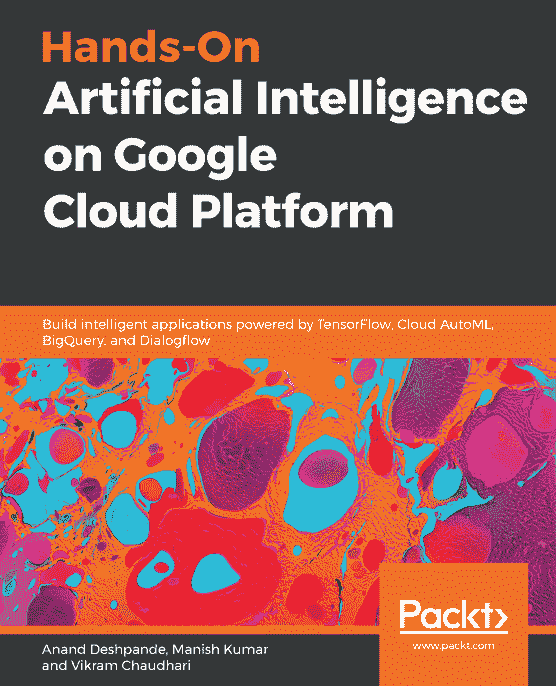 Hands-On
Artificial Intelligence
on Google
Cloud Platform
Build intelligent applications powered by TensorFlow, Cloud AutoML,
BigQuery, and Dialogflow
Packt>
www.packt.com
Anand Deshpande, Manish Kumar
and Vikram Chaudhari